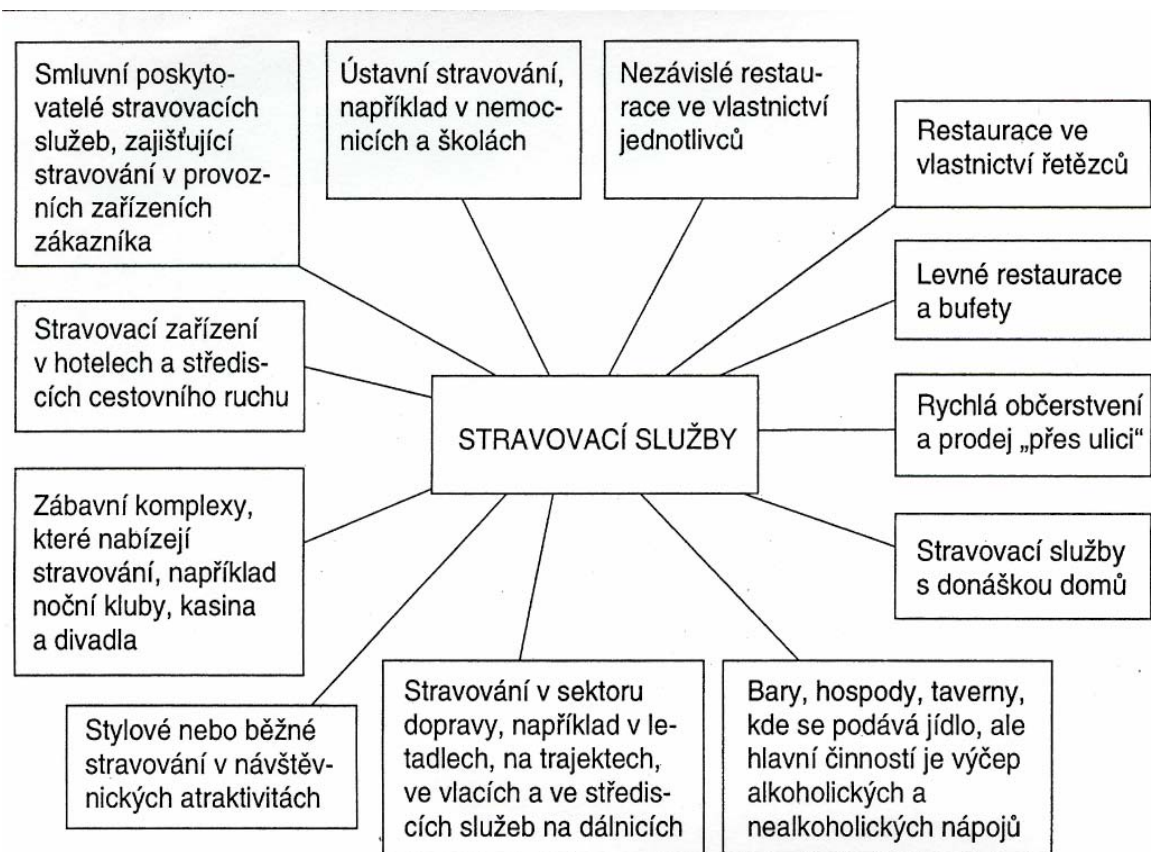 Smluvní poskyto-
vatelé stravovacích
služeb, zajišťující
stravování v provoz-
ních zařízeních
zákazníka
Ústavní stravování,
například v nemoc-
nicích a školách
Nezávislé restau-
race ve vlastnictví
jednotlivců
Restaurace ve
vlastnictví řetězců
Levné restaurace
a bufety
Stravovací zařízení
v hotelech a středis-
cích cestovního ruchu
STRAVOVACÍ SLUŽBY
Rychlá občerstvení
a prodej „přes ulici“
Zábavní komplexy,
které nabízejí
stravování, například
noční kluby, kasina
a divadla
Stravovací služby
s donáškou domů
Stylové nebo běžné
stravování v návštěv-
nických atraktivitách
Stravování v sektoru
dopravy, například v le-
tadlech, na trajektech,
ve vlacích a ve středis-
cích služeb na dálnicích
Bary, hospody, taverny,
kde se podává jídlo, ale
hlavní činností je výčep
alkoholických a
nealkoholických nápojů